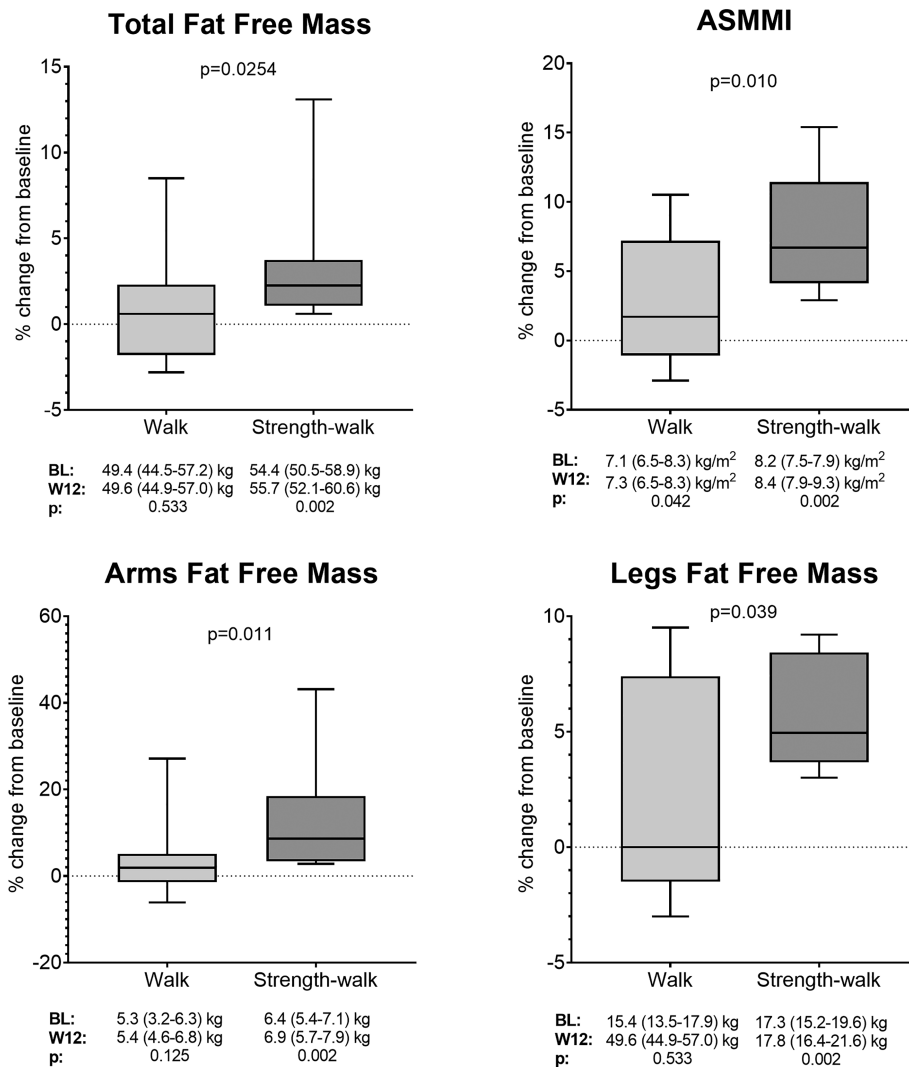 Total Fat Free Mass
p=0.0254
% change from baseline
15
10
5
0
-5
Walk Strength-walk
BL: 49.4 (44.5-57.2) kg 54.4 (50.5-58.9) kg
W12: 49.6 (44.9-57.0) kg 55.7 (52.1-60.6) kg
p: 0.533 0.002
ASMMI
p=0.010
% change from baseline
20
15
10
5
0
-5
Walk Strength-walk
BL: 7.1 (6.5-8.3) kg/m² 8.2 (7.5-7.9) kg/m²
W12: 7.3 (6.5-8.3) kg/m² 8.4 (7.9-9.3) kg/m²
p: 0.042 0.002
Arms Fat Free Mass
p=0.011
% change from baseline
60
40
20
0
-20
Walk Strength-walk
BL: 5.3 (3.2-6.3) kg 6.4 (5.4-7.1) kg
W12: 5.4 (4.6-6.8) kg 6.9 (5.7-7.9) kg
p: 0.125 0.002
Legs Fat Free Mass
p=0.039
% change from baseline
10
5
0
-5
Walk Strength-walk
BL: 15.4 (13.5-17.9) kg 17.3 (15.2-19.6) kg
W12: 49.6 (44.9-57.0) kg 17.8 (16.4-21.6) kg
p: 0.533 0.002